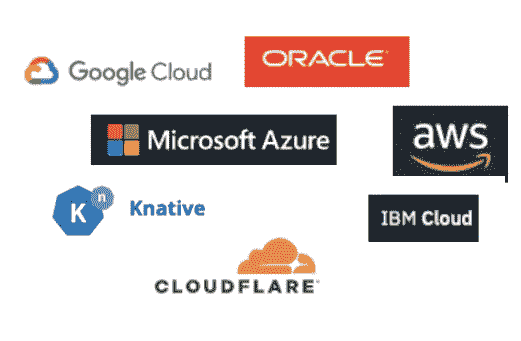 Google Cloud
ORACLE
Microsoft Azure
aws
K
n
Knative
IBM Cloud
CLOUDFLARE